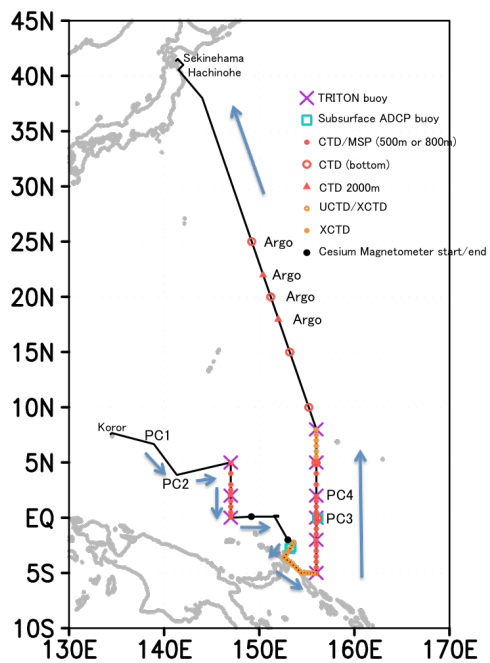 45N
40N
35N
30N
25N
20N
15N
10N
5N
EQ
5S
10S
130E
140E
150E
160E
170E
Sekinehama
Hachinohe
TRITON buoy
Subsurface ADCP buoy
CTD/MSP (500m or 800m)
CTD (bottom)
CTD 2000m
UCTD/XCTD
XCTD
Cesium Magnetometer start/end
Argo
Argo
Argo
Argo
Koror
PC1
PC2
PC4
PC3